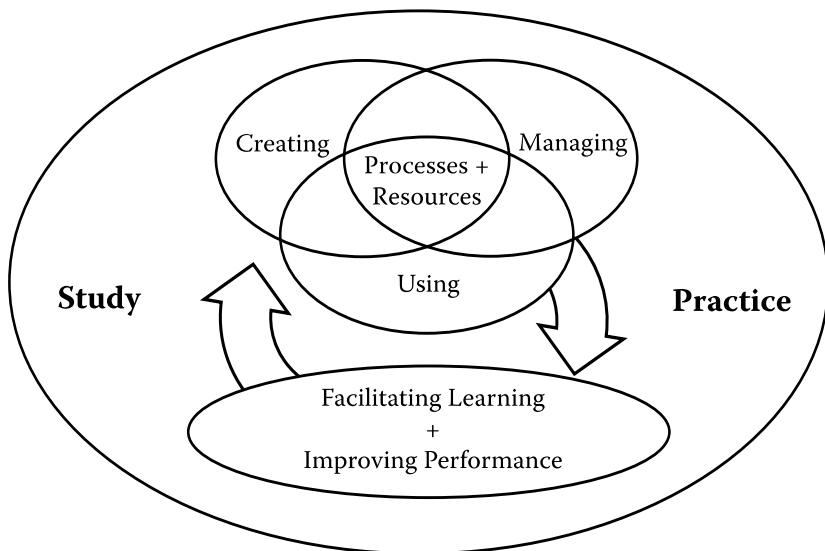 Creating
Managing
Processes +
Resources
Using
Study
Practice
Facilitating Learning
+
Improving Performance